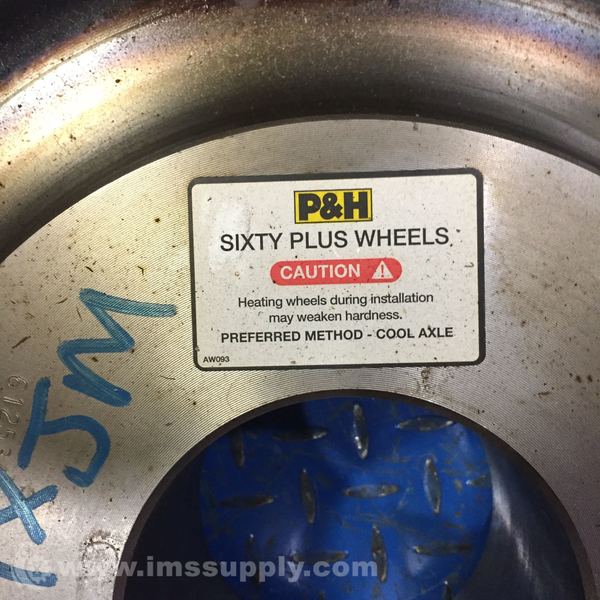 P&H
SIXTY PLUS WHEELS
CAUTION
Heating wheels during installation
may weaken hardness.
PREFERRED METHOD - COOL AXLE
AW093
www.imssupply.com